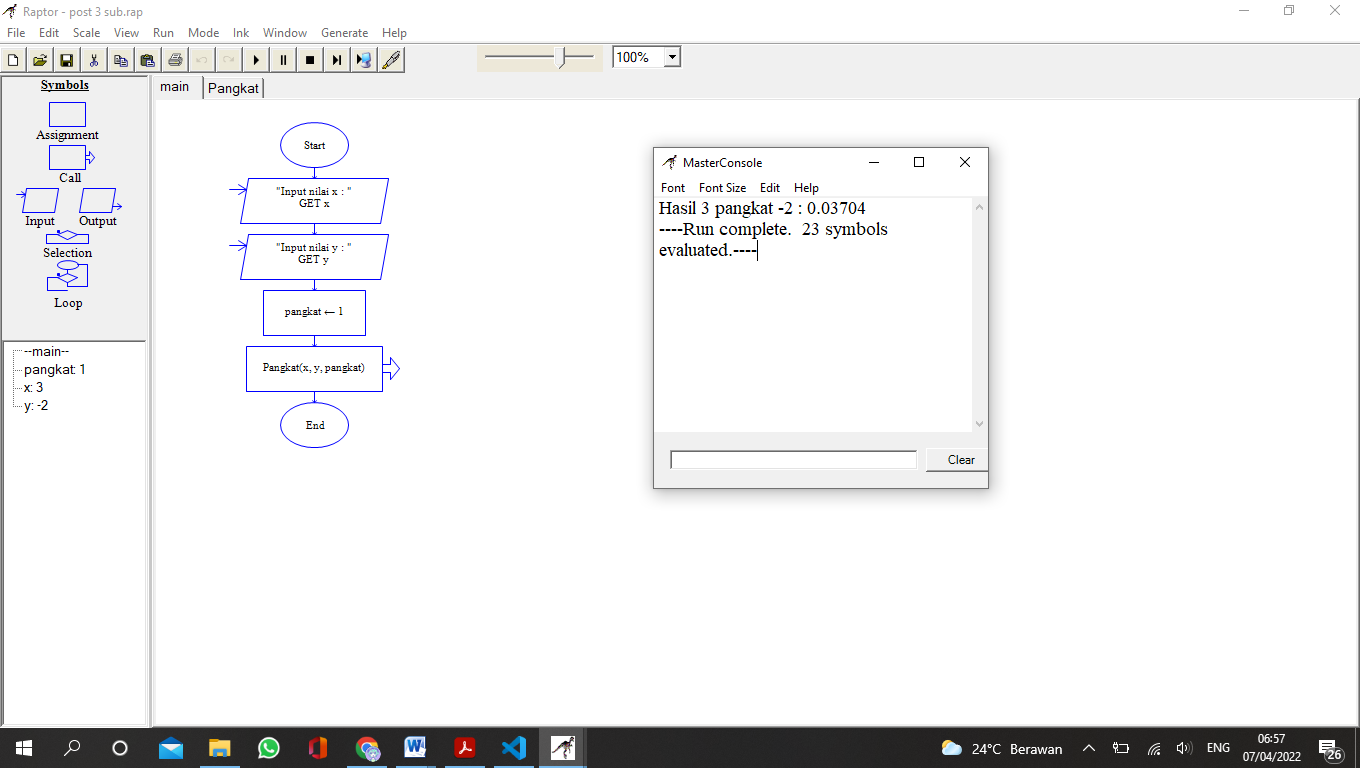 Raptor - post 3 sub.rap
File Edit Scale View Run Mode Ink Window Generate Help
100%
Symbols
Assignment
Call
Input Output
Selection
Loop
--main--
pangkat: 1
x: 3
y: -2
main Pangkat
Start
"Input nilai x : "
GET x
"Input nilai y : "
GET y
pangkat ← 1
Pangkat(x, y, pangkat)
End
MasterConsole
Font Font Size Edit Help
Hasil 3 pangkat -2 : 0.03704
----Run complete.  23 symbols
evaluated.----
Clear
24°C Berawan ENG 06:57
07/04/2022
26